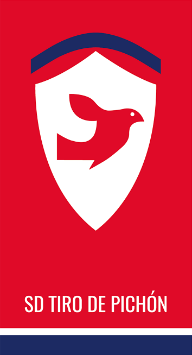 SD TIRO DE PICHÓN